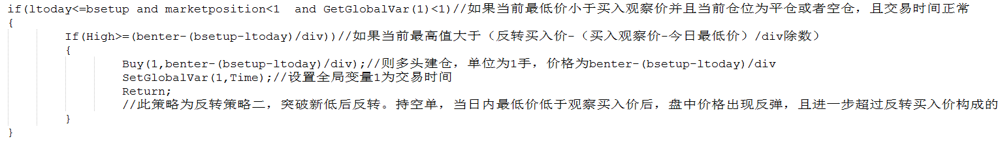 if(ltoday<=bsetup and marketposition<1  and GetGlobalVar(1)<1)//如果当前最低价小于买入观察价并且当前仓位为平仓或者空仓，且交易时间正常
{
If(High>=(benter-(bsetup-ltoday)/div))//如果当前最高值大于（反转买入价-（买入观察价-今日最低价）/div除数）
{
Buy(1,benter-(bsetup-ltoday)/div);//则多头建仓，单位为1手，价格为benter-(bsetup-ltoday)/div
SetGlobalVar(1,Time);//设置全局变量1为交易时间
Return;
//此策略为反转策略二，突破新低后反转。持空单，当日内最低价低于观察买入价后，盘中价格出现反弹，且进一步超过反转买入价构成的
}
}